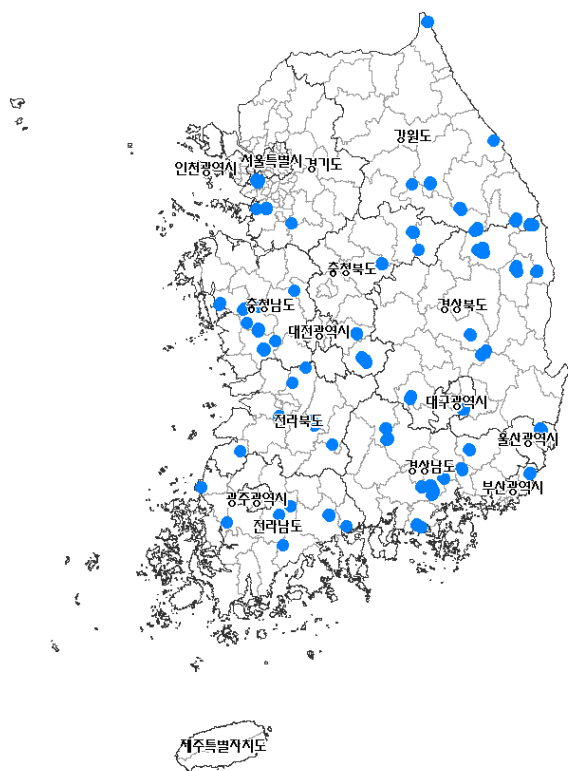 강원도
서울특별시
인천광역시
경기도
충청북도
충청남도
경상북도
대전광역시
대구광역시
전라북도
울산광역시
경상남도
부산광역시
광주광역시
전라남도
제주특별자치도